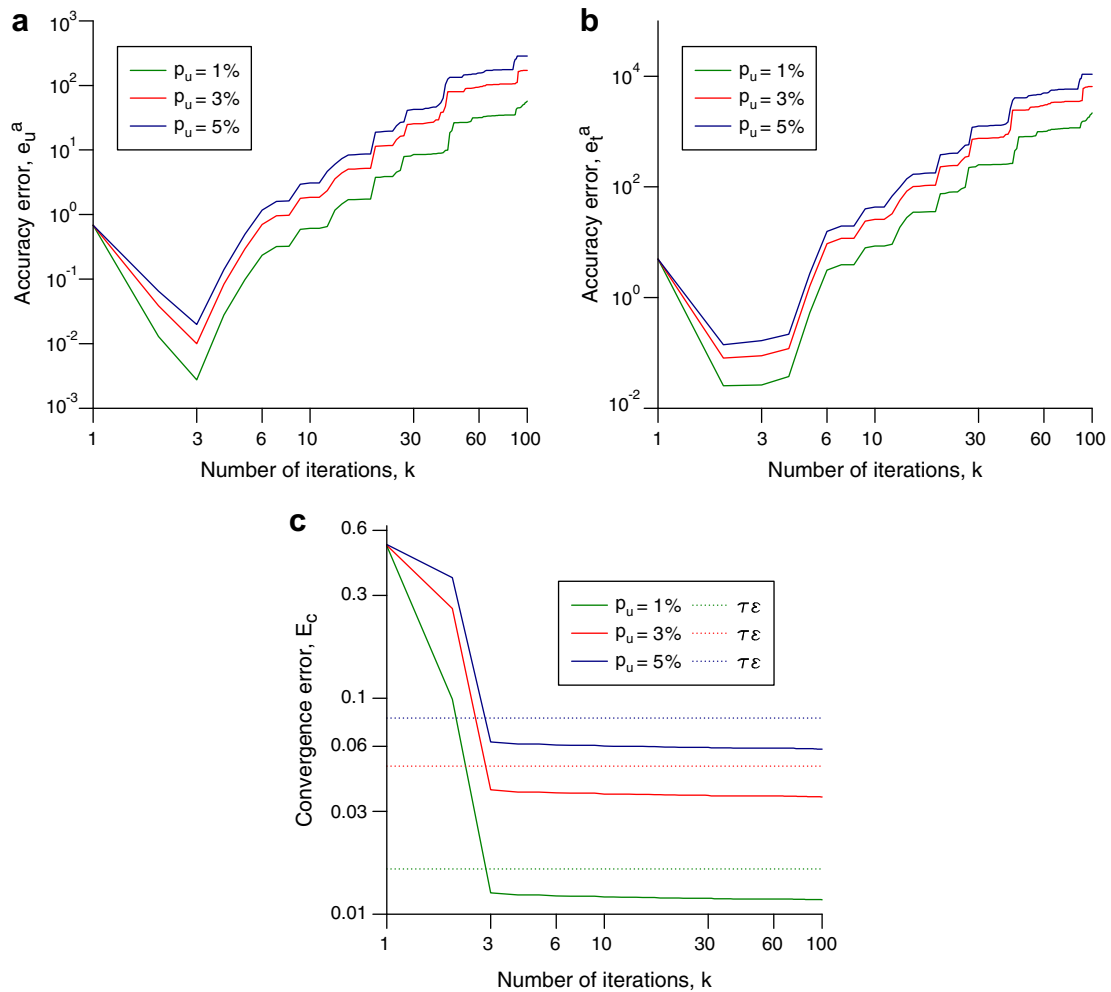 a
10^3
10^2
10^1
10^0
10^-1
10^-2
10^-3
Accuracy error, e_u^a
p_u = 1%
p_u = 3%
p_u = 5%
1 3 6 10 30 60 100
Number of iterations, k
b
10^4
10^2
10^0
10^-2
Accuracy error, e_t^a
p_u = 1%
p_u = 3%
p_u = 5%
1 3 6 10 30 60 100
Number of iterations, k
c
0.6
0.3
0.1
0.06
0.03
0.01
Convergence error, E_c
p_u = 1% τε
p_u = 3% τε
p_u = 5% τε
1 3 6 10 30 60 100
Number of iterations, k